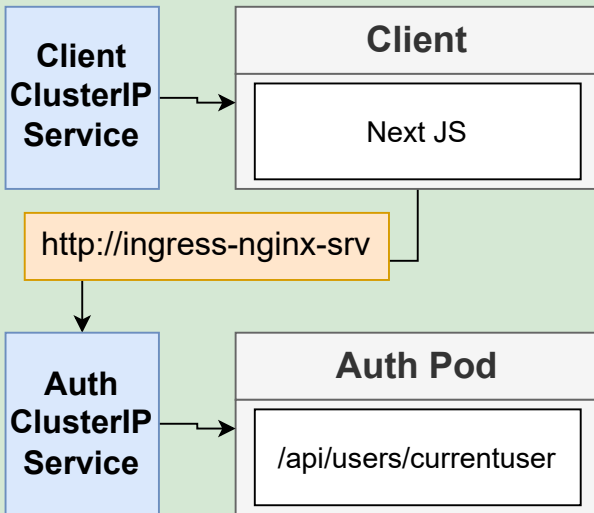 Client
ClusterIP
Service
Client
Next JS
http://ingress-nginx-srv
Auth
ClusterIP
Service
Auth Pod
/api/users/currentuser